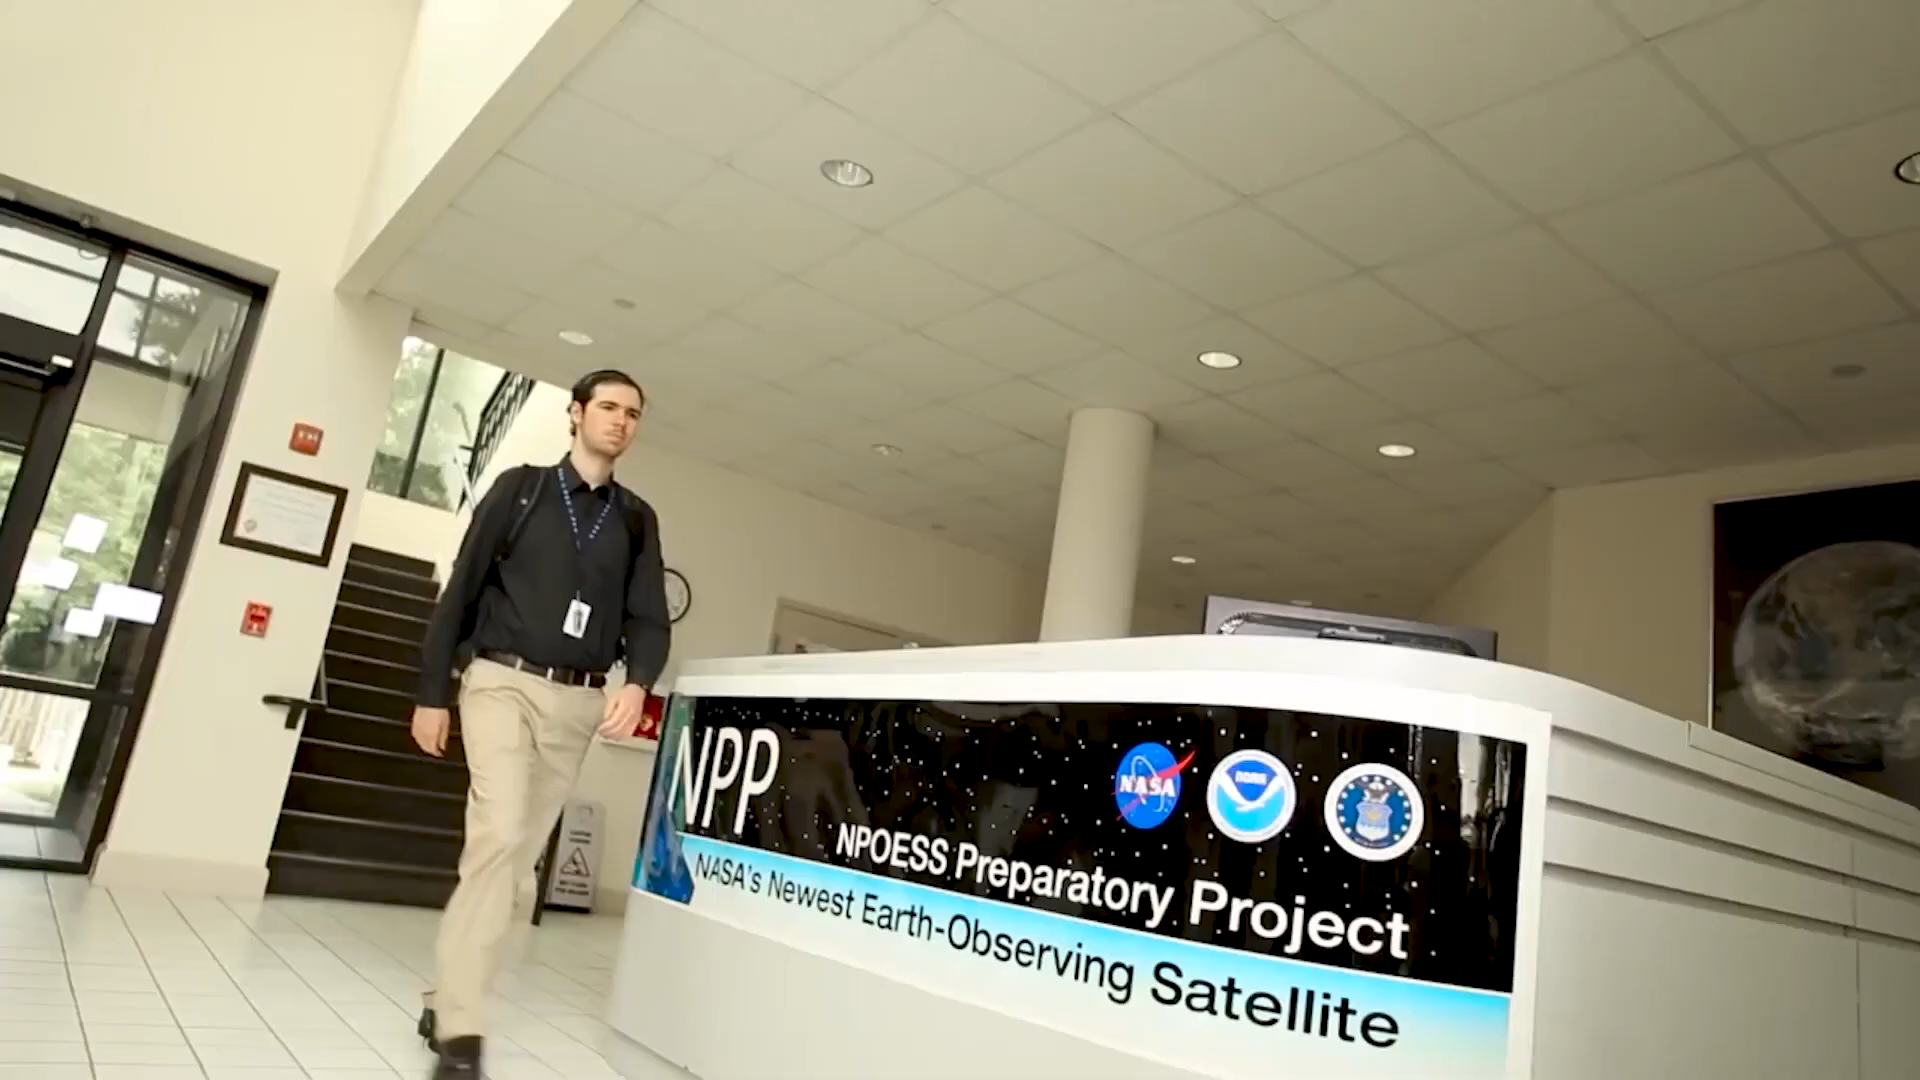 NPP
NASA
NOAA
NPOESS Preparatory Project
NASA's Newest Earth-Observing Satellite